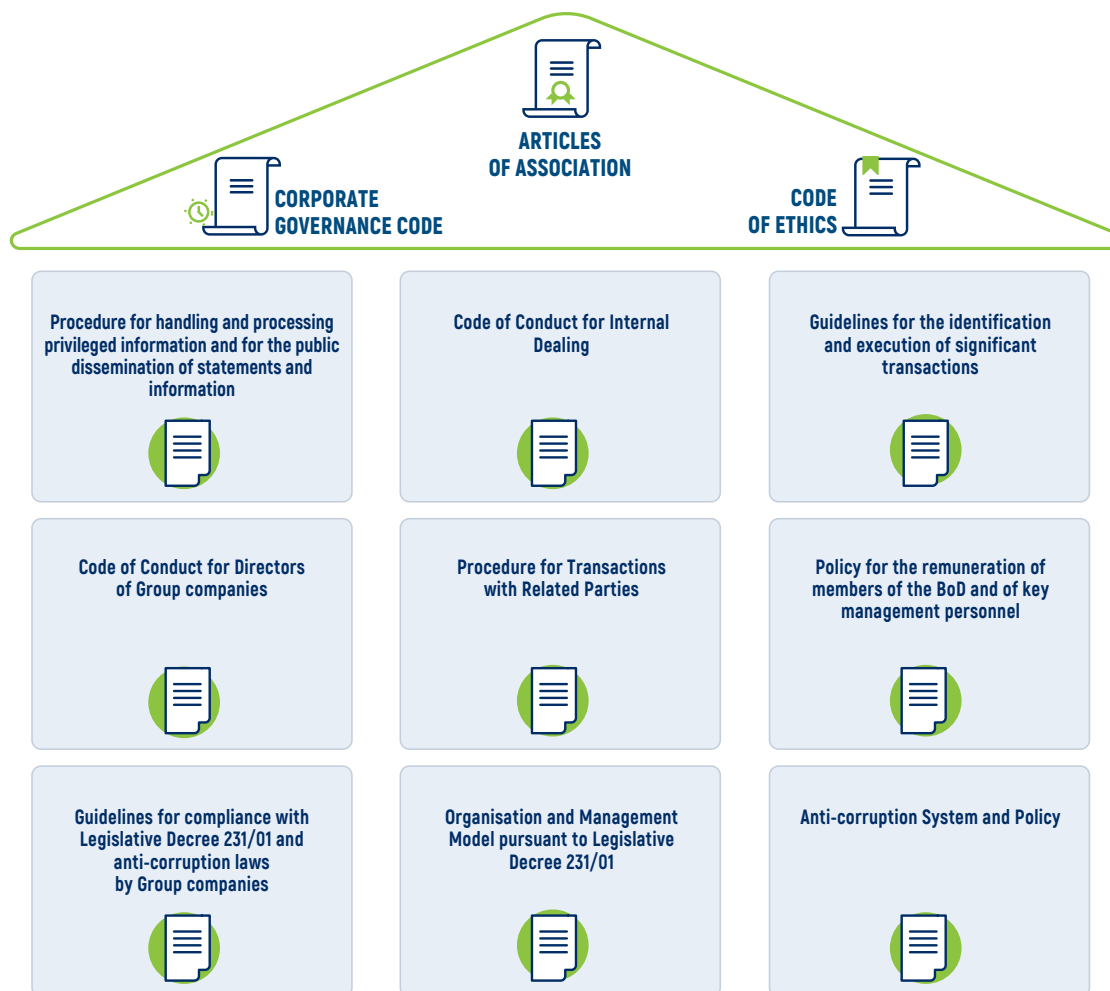 ARTICLES
OF ASSOCIATION
CORPORATE
GOVERNANCE CODE
CODE
OF ETHICS
Procedure for handling and processing
privileged information and for the public
dissemination of statements and
information
Code of Conduct for Internal
Dealing
Guidelines for the identification
and execution of significant
transactions
Code of Conduct for Directors
of Group companies
Procedure for Transactions
with Related Parties
Policy for the remuneration of
members of the BoD and of key
management personnel
Guidelines for compliance with
Legislative Decree 231/01 and
anti-corruption laws
by Group companies
Organisation and Management
Model pursuant to Legislative
Decree 231/01
Anti-corruption System and Policy